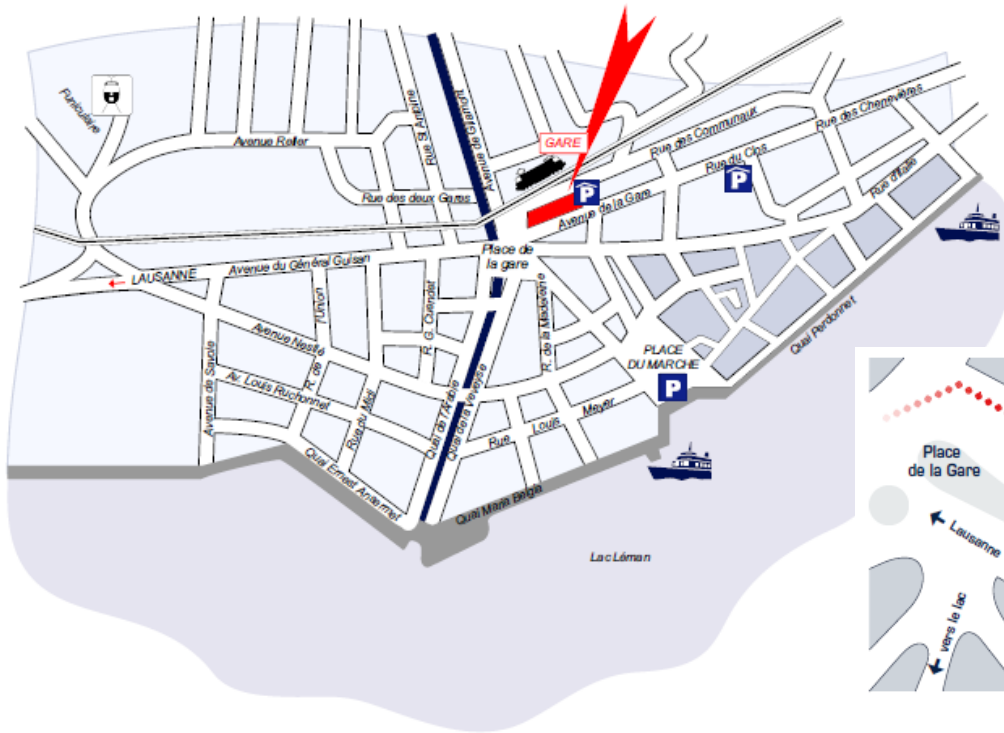 Funiculaire
Avenue Reller
Rue St Antoine
Avenue de Gilamont
GARE
Rue des Communaux
Rue des Chenevières
Rue du Clos
Rue d'Italie
Rue des deux Gares
Avenue de la Gare
P
P
Place de
la gare
LAUSANNE
Avenue du Général Guisan
R. de l'Union
R. G. Cuendet
R. de la Madeleine
Quai Perdonnet
Avenue Nestlé
Avenue de Savoie
Av. Louis Ruchonnet
Rue du Midi
Quai de l'Arabie
Quai de la Veveyse
PLACE
DU MARCHE
P
Rue Louis Meyer
Quai Ernest Ansermet
Quai Maria Belgia
Lac Léman
Place
de la Gare
Lausanne
vers le lac